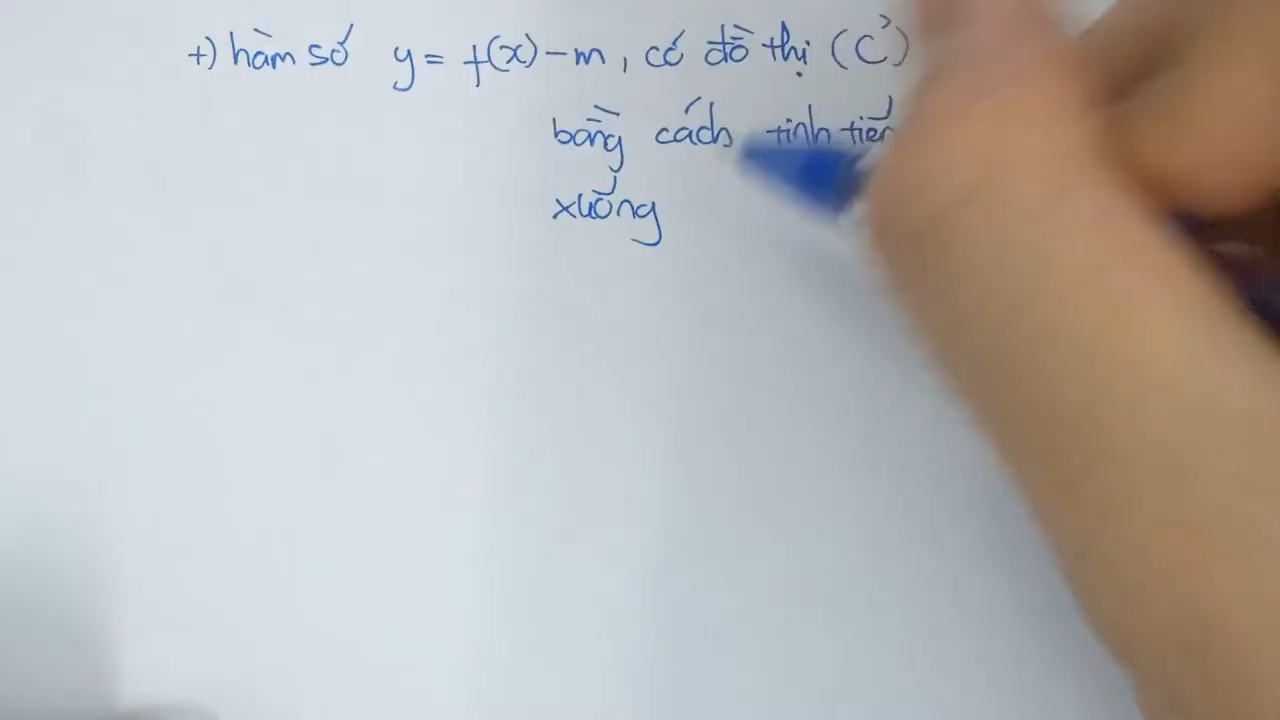 +) hàm số y = f(x) - m, có đồ thị (C')
bằng cách tịnh tiến
xuống